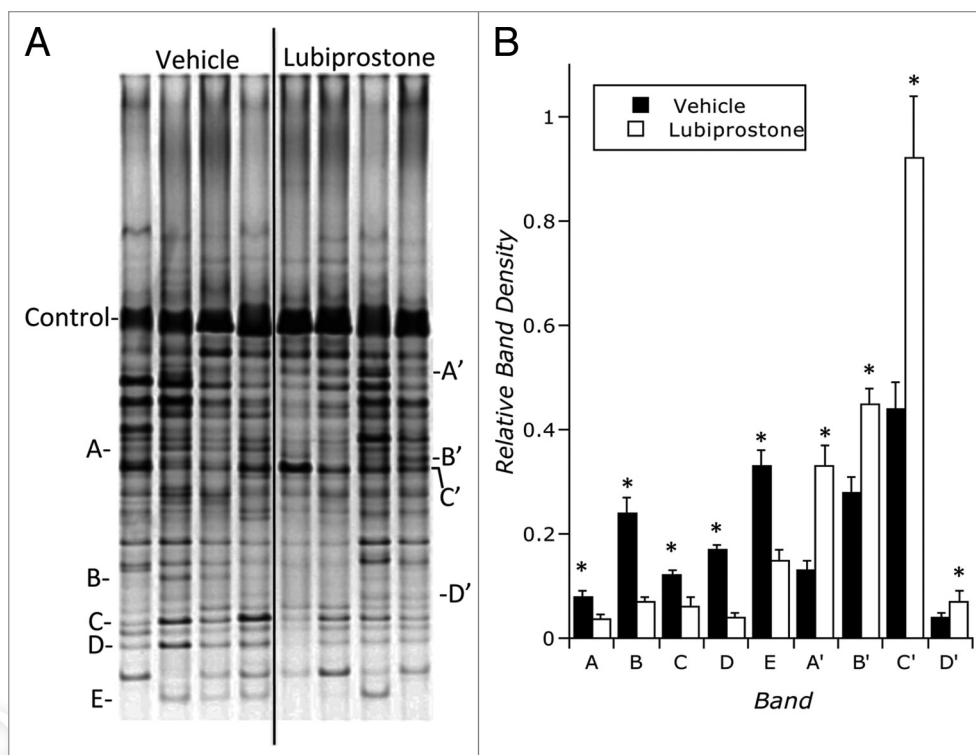 A
Vehicle
Lubiprostone
Control-
-A'
A-
-B'
C'
B-
-D'
C-
D-
E-
B
Vehicle
Lubiprostone
Relative Band Density
1
0.8
0.6
0.4
0.2
0
* * * * * * * * *
A B C D E A' B' C' D'
Band